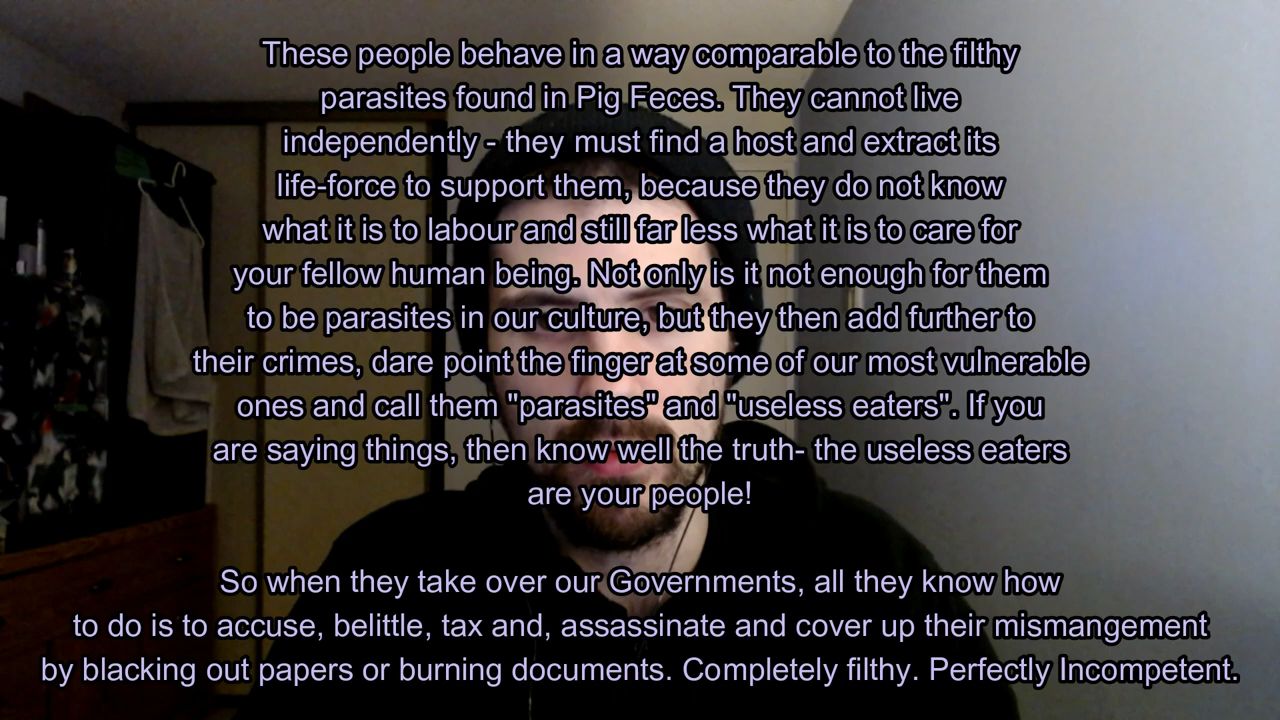 These people behave in a way comparable to the filthy
parasites found in Pig Feces. They cannot live
independently - they must find a host and extract its
life-force to support them, because they do not know
what it is to labour and still far less what it is to care for
your fellow human being. Not only is it not enough for them
to be parasites in our culture, but they then add further to
their crimes, dare point the finger at some of our most vulnerable
ones and call them "parasites" and "useless eaters". If you
are saying things, then know well the truth- the useless eaters
are your people!
So when they take over our Governments, all they know how
to do is to accuse, belittle, tax and, assassinate and cover up their mismangement
by blacking out papers or burning documents. Completely filthy. Perfectly Incompetent.